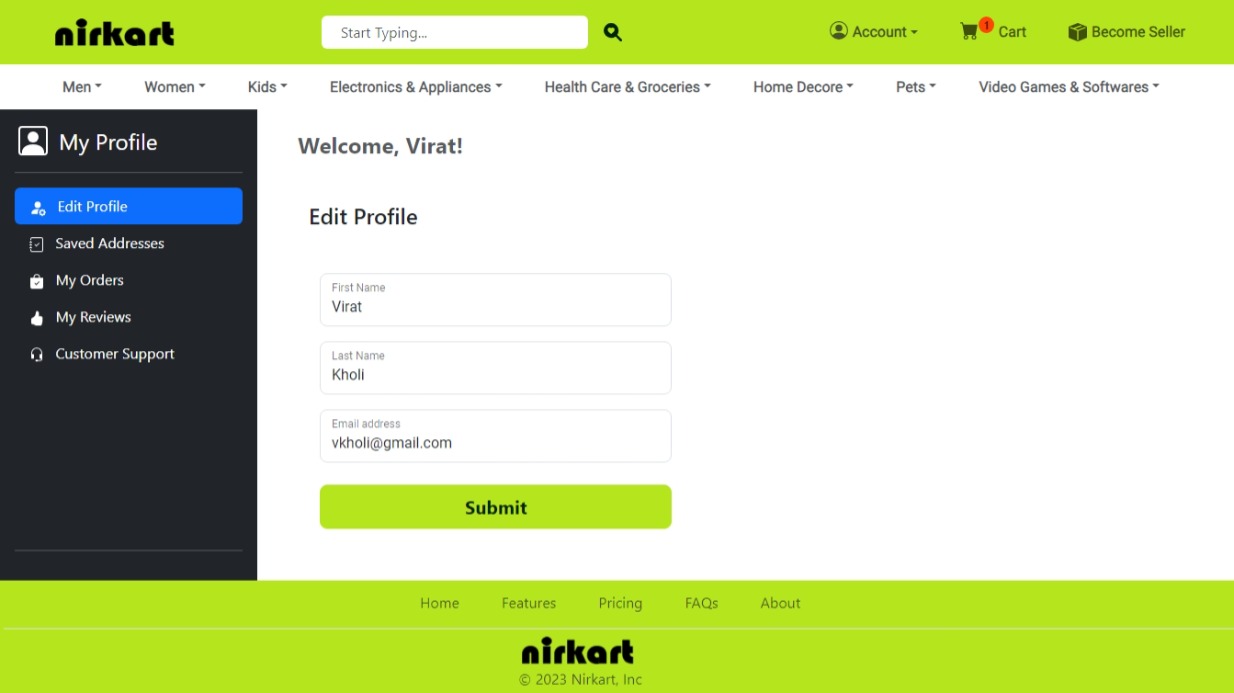 nirkart
Start Typing...
Account
1
Cart
Become Seller
Men
Women
Kids
Electronics & Appliances
Health Care & Groceries
Home Decore
Pets
Video Games & Softwares
My Profile
Edit Profile
Saved Addresses
My Orders
My Reviews
Customer Support
Welcome, Virat!
Edit Profile
First Name
Virat
Last Name
Kholi
Email address
vkholi@gmail.com
Submit
Home
Features
Pricing
FAQs
About
nirkart
© 2023 Nirkart, Inc